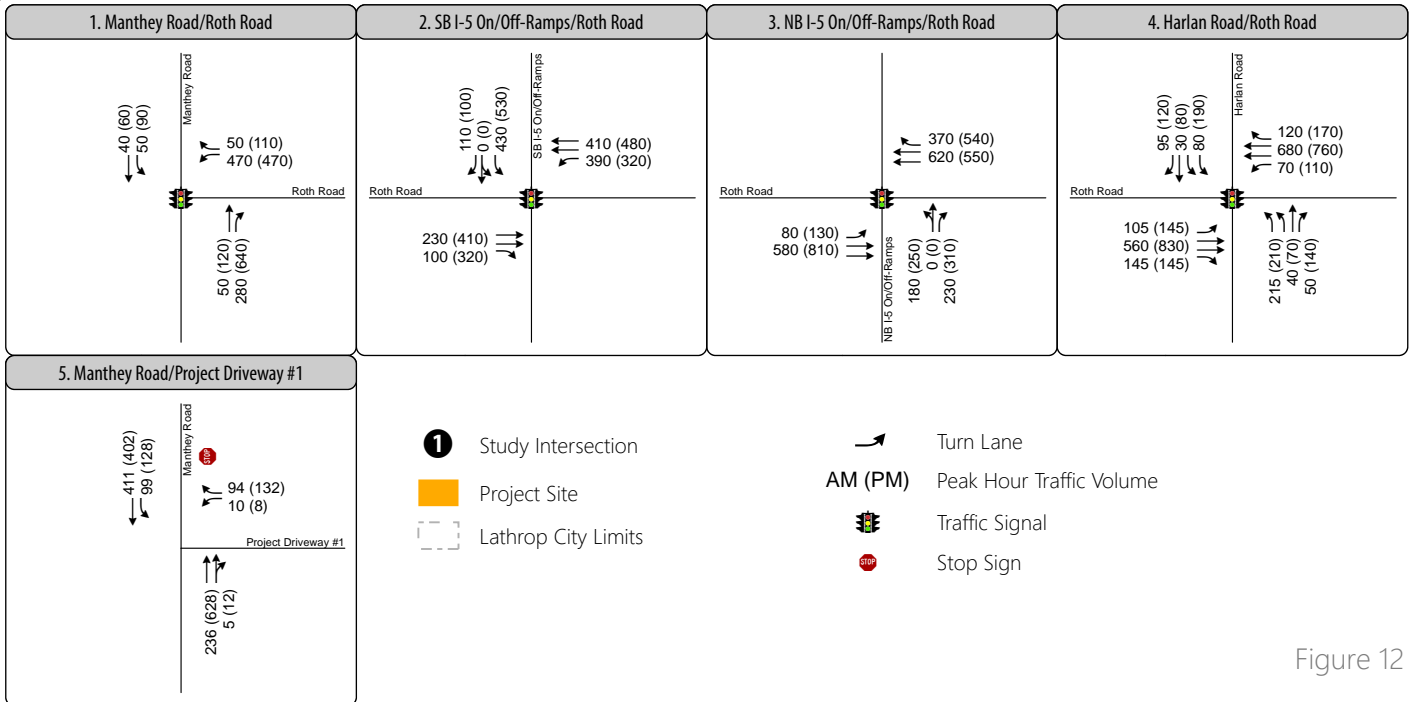 1. Manthey Road/Roth Road
40 (60)
50 (90)
Manthey Road
50 (110)
470 (470)
Roth Road
50 (120)
280 (640)
2. SB I-5 On/Off-Ramps/Roth Road
110 (100)
0 (0)
430 (530)
SB I-5 On/Off-Ramps
410 (480)
390 (320)
Roth Road
230 (410)
100 (320)
3. NB I-5 On/Off-Ramps/Roth Road
370 (540)
620 (550)
Roth Road
80 (130)
580 (810)
NB I-5 On/Off-Ramps
180 (250)
0 (0)
230 (310)
4. Harlan Road/Roth Road
95 (120)
30 (80)
80 (190)
Harlan Road
120 (170)
680 (760)
70 (110)
Roth Road
105 (145)
560 (830)
145 (145)
215 (210)
40 (70)
50 (140)
5. Manthey Road/Project Driveway #1
411 (402)
99 (128)
Manthey Road
STOP
94 (132)
10 (8)
Project Driveway #1
236 (628)
5 (12)
1 Study Intersection
Project Site
Lathrop City Limits
Turn Lane
AM (PM) Peak Hour Traffic Volume
Traffic Signal
STOP Stop Sign
Figure 12